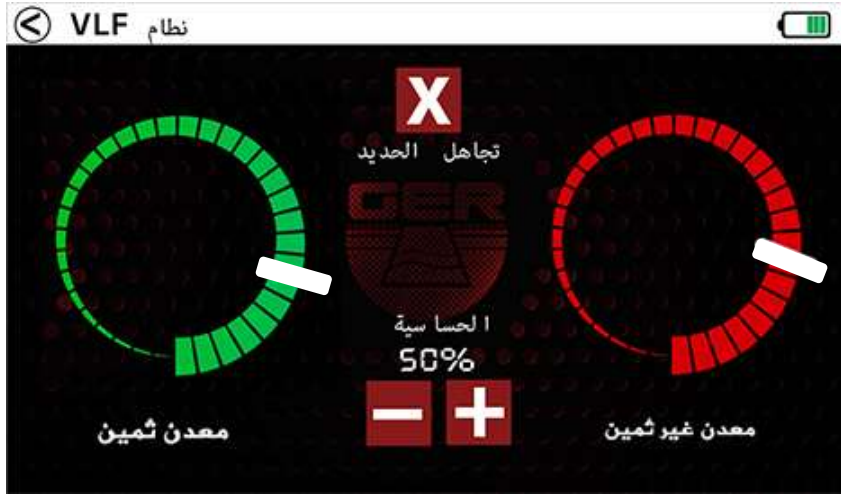 نظام VLF
X
تجاهل الحديد
GER
الحساسية
50%
- +
معدن ثمين
معدن غير ثمين